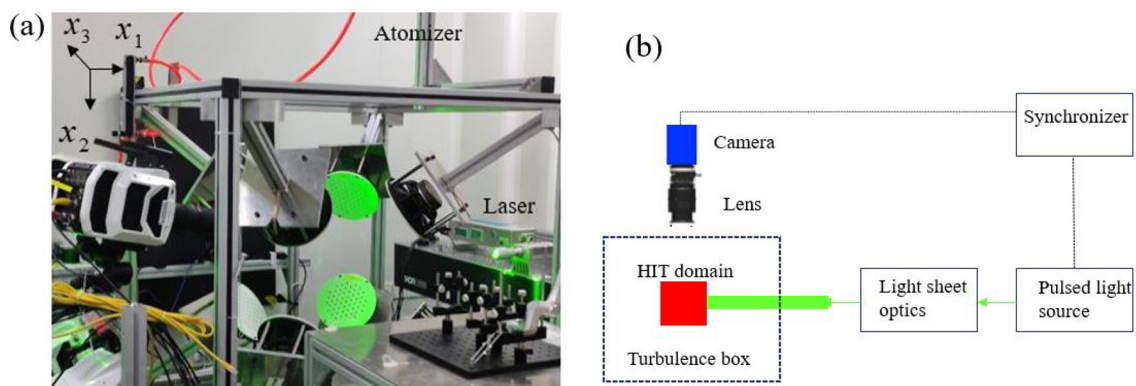 (a)
x3
x1
x2
Atomizer
Laser
(b)
Synchronizer
Camera
Lens
HIT domain
Turbulence box
Light sheet
optics
Pulsed light
source